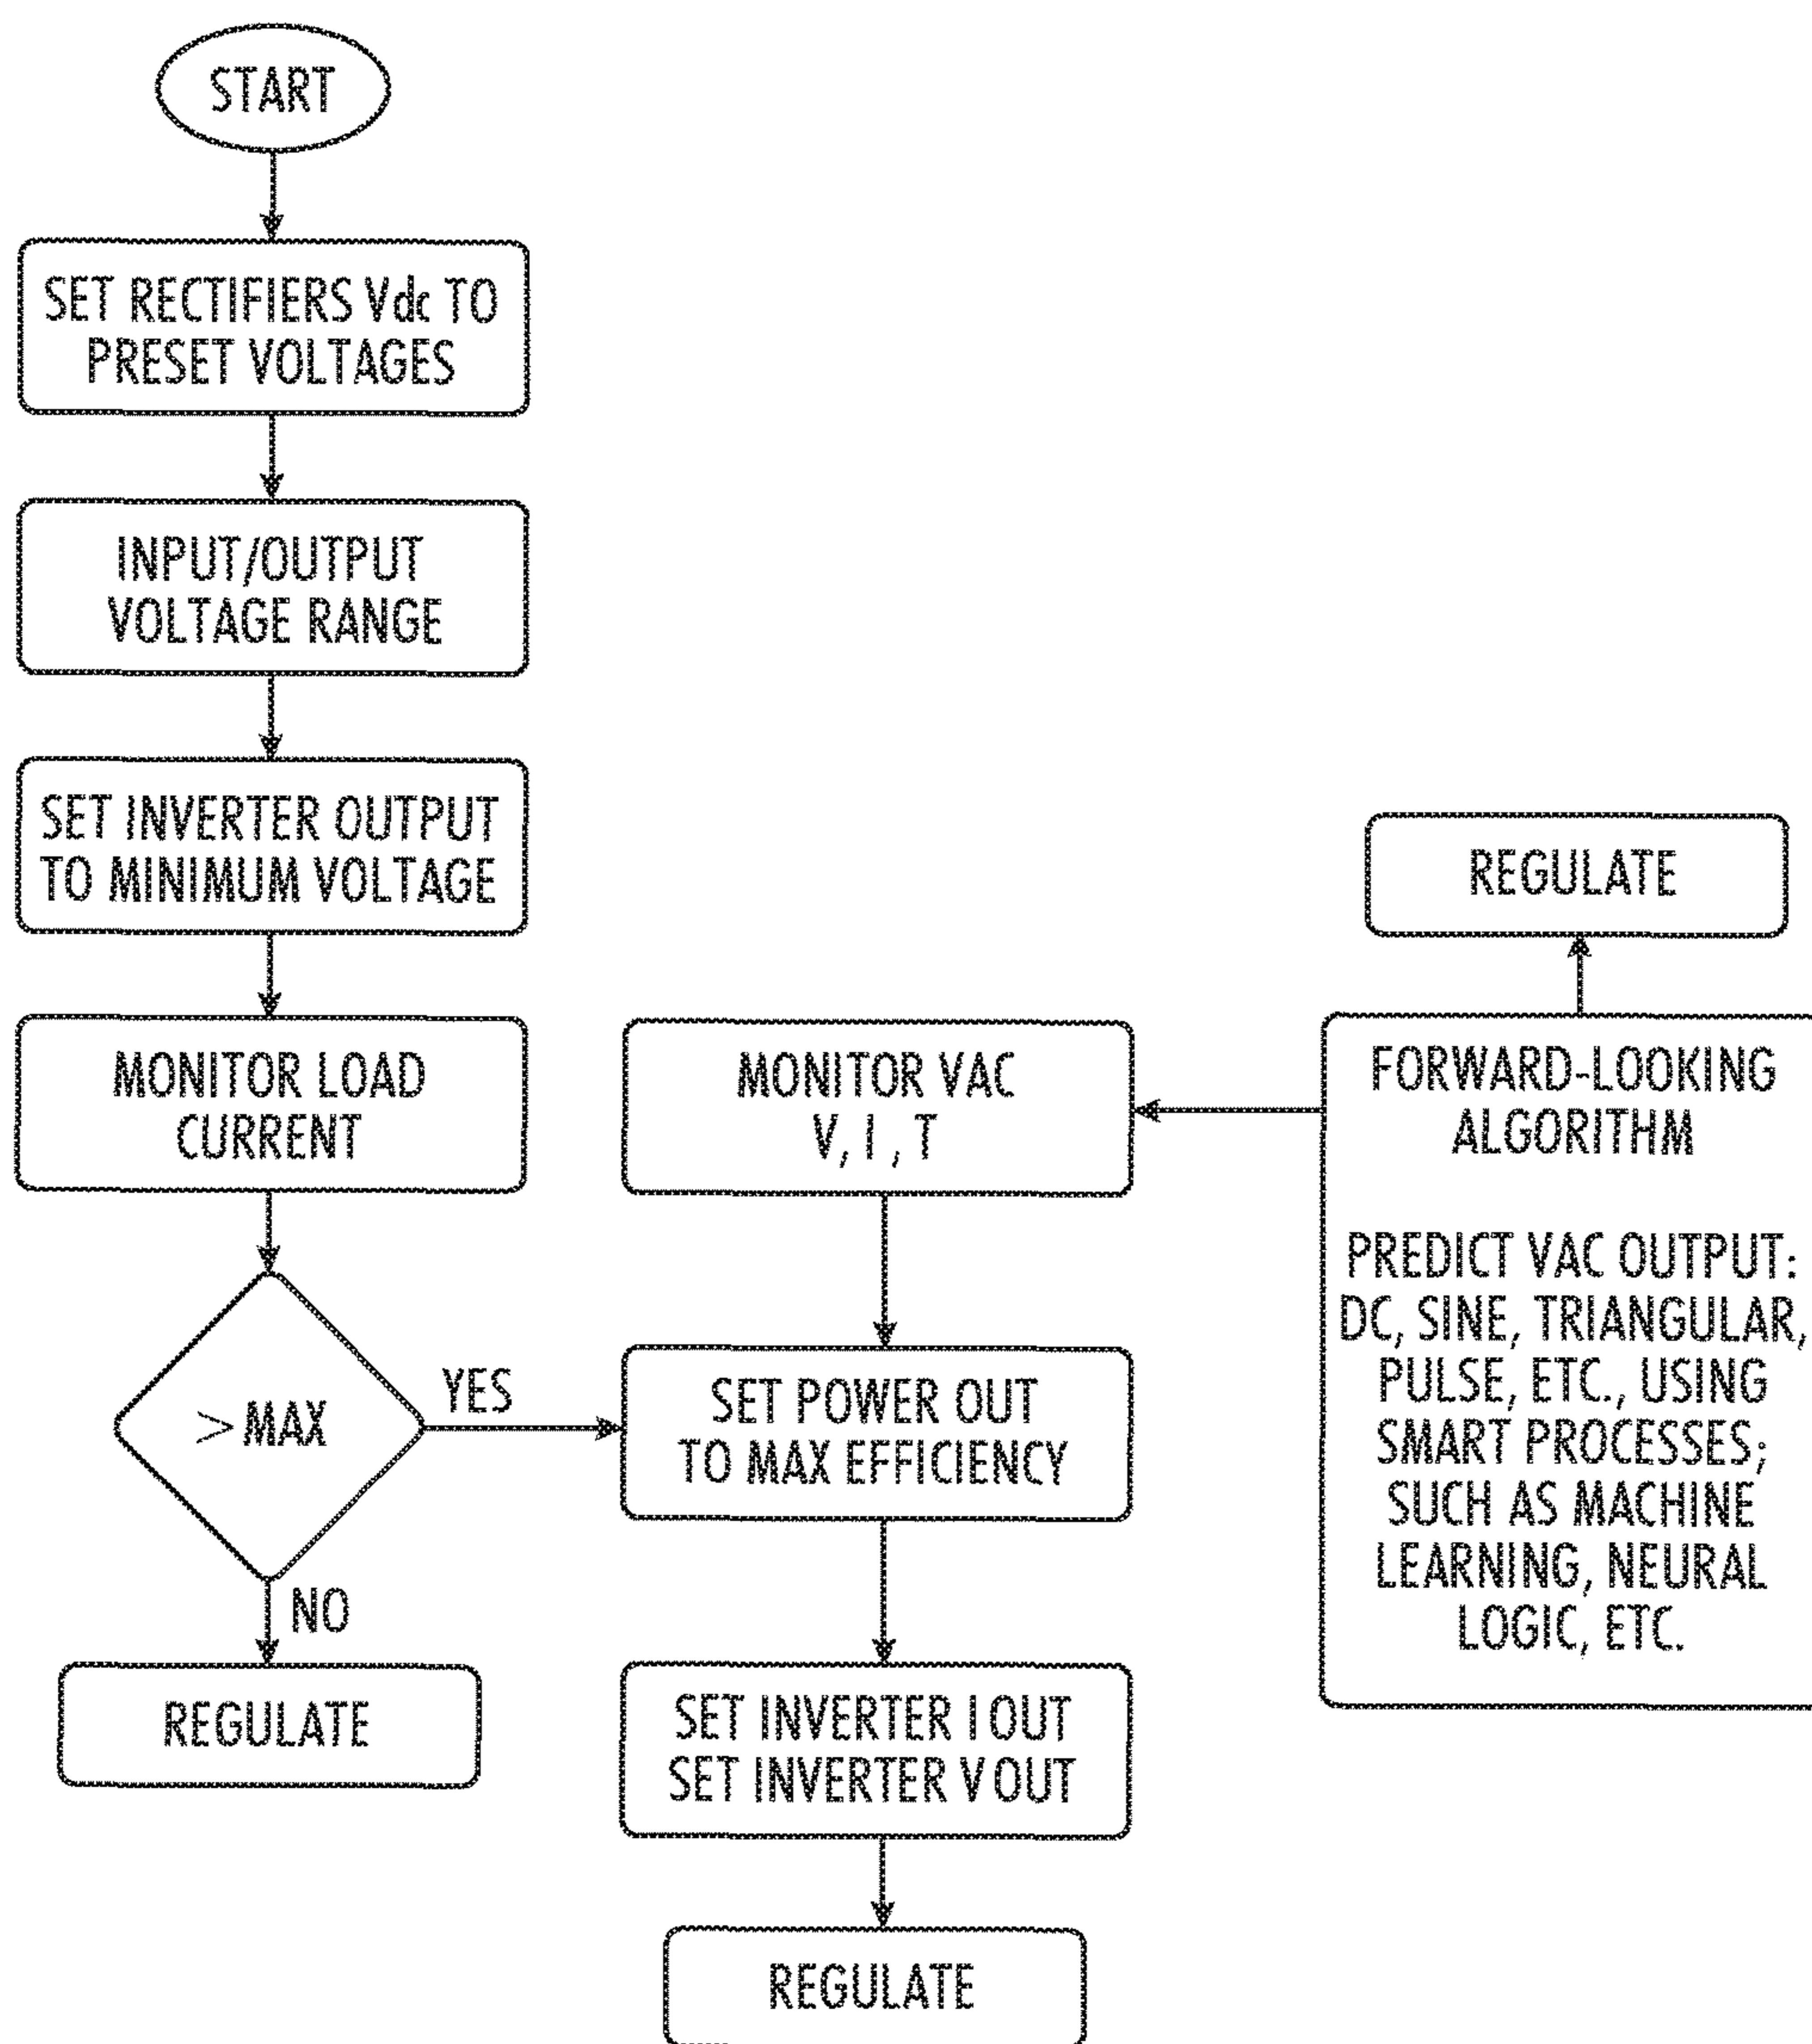 START
SET RECTIFIERS Vdc TO
PRESET VOLTAGES
INPUT/OUTPUT
VOLTAGE RANGE
SET INVERTER OUTPUT
TO MINIMUM VOLTAGE
MONITOR LOAD
CURRENT
> MAX
YES
NO
REGULATE
MONITOR VAC
V, I , T
SET POWER OUT
TO MAX EFFICIENCY
SET INVERTER I OUT
SET INVERTER V OUT
REGULATE
REGULATE
FORWARD-LOOKING
ALGORITHM
PREDICT VAC OUTPUT:
DC, SINE, TRIANGULAR,
PULSE, ETC., USING
SMART PROCESSES;
SUCH AS MACHINE
LEARNING, NEURAL
LOGIC, ETC.